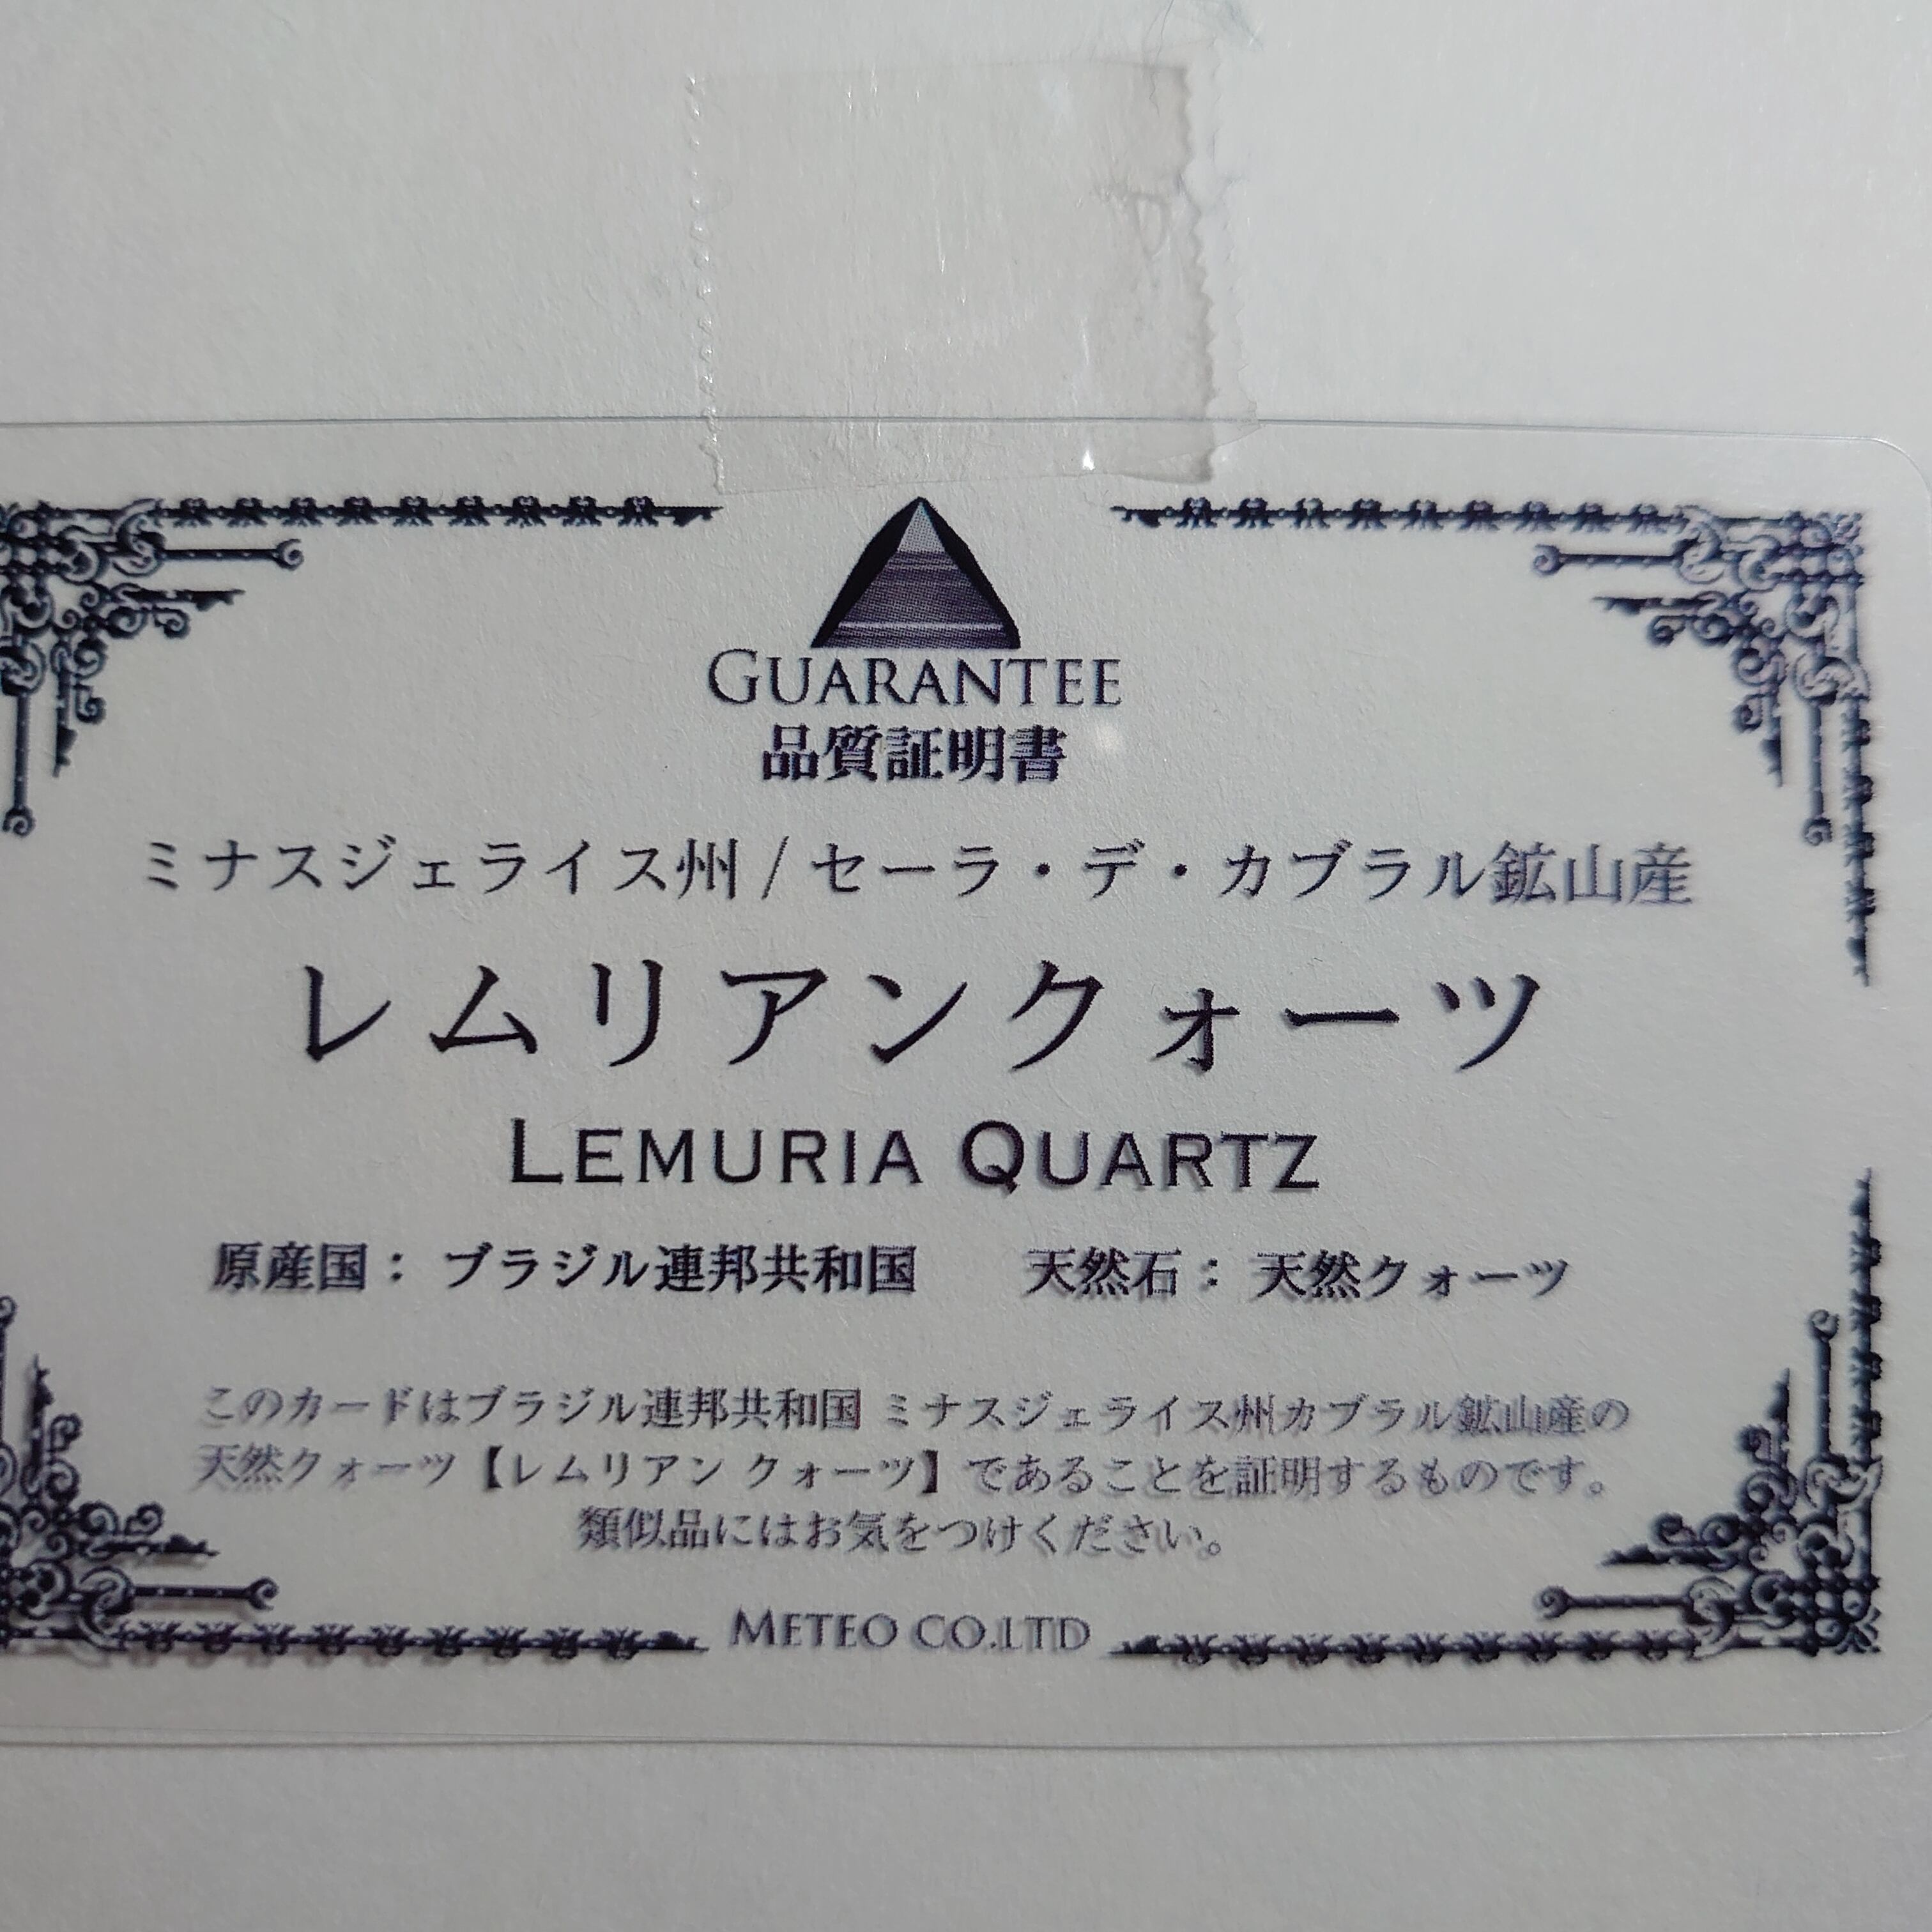 GUARANTEE
品質証明書
ミナスジェライス州 / セーラ・デ・カブラル鉱山産
レムリアンクォーツ
LEMURIA QUARTZ
原産国： ブラジル連邦共和国　天然石： 天然クォーツ
このカードはブラジル連邦共和国 ミナスジェライス州カブラル鉱山産の
天然クォーツ【レムリアン クォーツ】であることを証明するものです。
類似品にはお気をつけください。
METEO CO.LTD